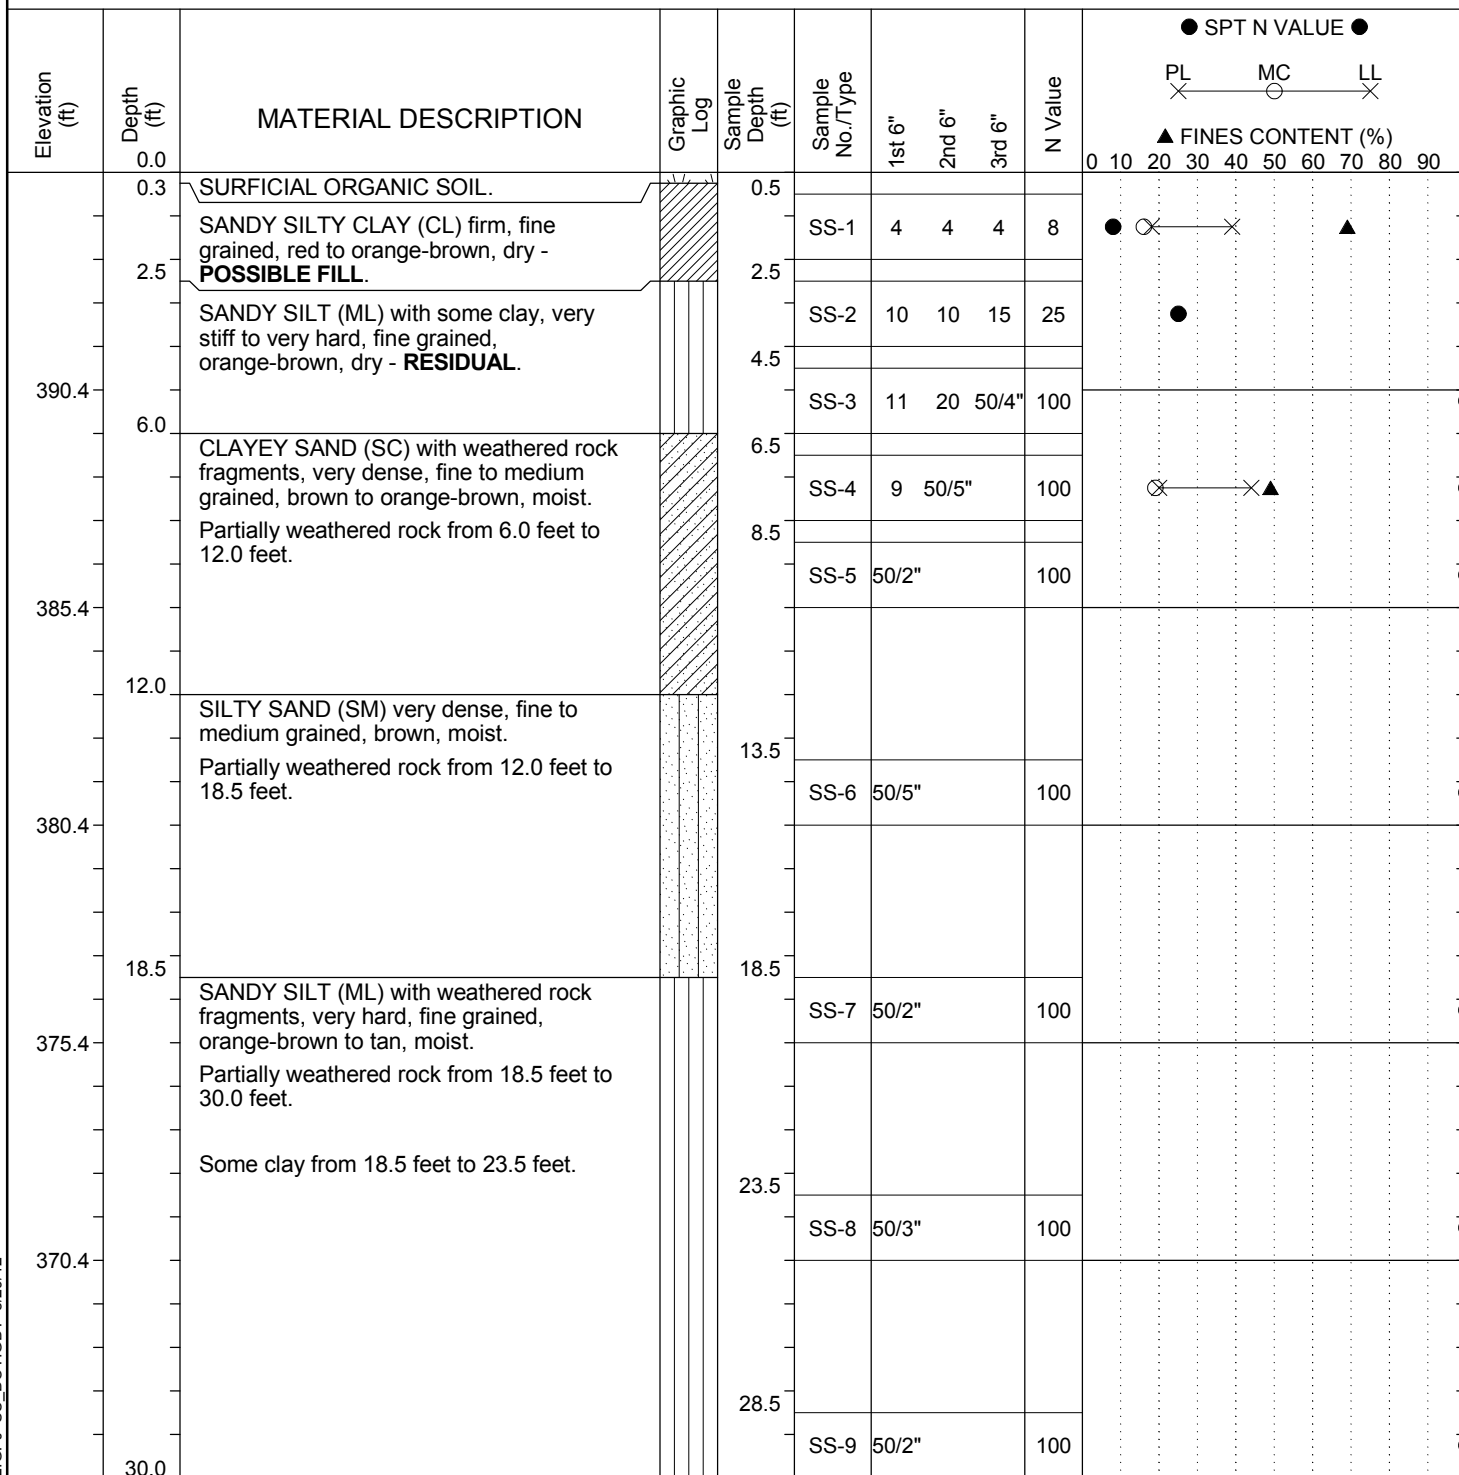 ● SPT N VALUE ●
PL MC LL
▲ FINES CONTENT (%)
Elevation (ft)
Depth (ft)
MATERIAL DESCRIPTION
Graphic Log
Sample Depth (ft)
Sample No./Type
1st 6"
2nd 6"
3rd 6"
N Value
0.0
0 10 20 30 40 50 60 70 80 90
0.3 SURFICIAL ORGANIC SOIL. 0.5
SANDY SILTY CLAY (CL) firm, fine SS-1 4 4 4 8
grained, red to orange-brown, dry -
2.5 POSSIBLE FILL. 2.5
SANDY SILT (ML) with some clay, very SS-2 10 10 15 25
stiff to very hard, fine grained,
orange-brown, dry - RESIDUAL. 4.5
390.4 SS-3 11 20 50/4" 100
6.0
CLAYEY SAND (SC) with weathered rock 6.5
fragments, very dense, fine to medium
grained, brown to orange-brown, moist. SS-4 9 50/5" 100
Partially weathered rock from 6.0 feet to 8.5
12.0 feet.
SS-5 50/2" 100
385.4
12.0
SILTY SAND (SM) very dense, fine to
medium grained, brown, moist.
13.5
Partially weathered rock from 12.0 feet to
18.5 feet. SS-6 50/5" 100
380.4
18.5 18.5
SANDY SILT (ML) with weathered rock
fragments, very hard, fine grained, SS-7 50/2" 100
orange-brown to tan, moist.
375.4
Partially weathered rock from 18.5 feet to
30.0 feet.
Some clay from 18.5 feet to 23.5 feet.
23.5
SS-8 50/3" 100
370.4
28.5
SS-9 50/2" 100
30.0